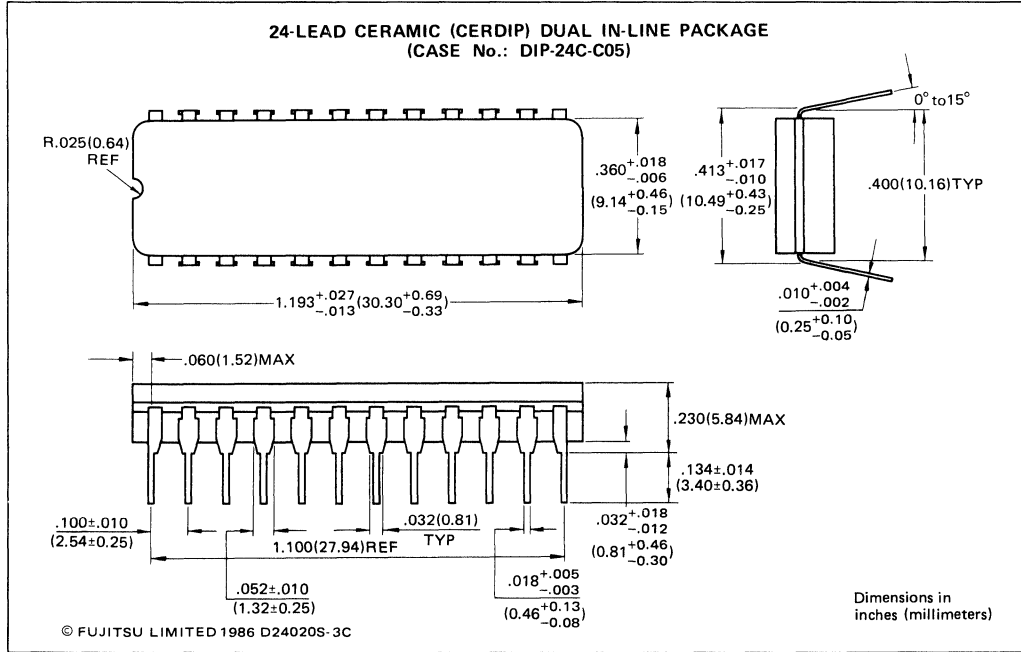 24-LEAD CERAMIC (CERDIP) DUAL IN-LINE PACKAGE
(CASE No.: DIP-24C-C05)
R.025(0.64)
REF
.360+.018
-.006
(9.14+0.46
-0.15)
.413+.017
-.010
(10.49+0.43
-0.25)
0° to15°
.400(10.16)TYP
1.193+.027
-.013(30.30+0.69
-0.33)
.010+.004
-.002
(0.25+0.10
-0.05)
.060(1.52)MAX
.230(5.84)MAX
.134±.014
(3.40±0.36)
.100±.010
(2.54±0.25)
.032(0.81)
TYP
1.100(27.94)REF
.032+.018
-.012
(0.81+0.46
-0.30)
.052±.010
(1.32±0.25)
.018+.005
-.003
(0.46+0.13
-0.08)
Dimensions in
inches (millimeters)
© FUJITSU LIMITED 1986 D24020S-3C